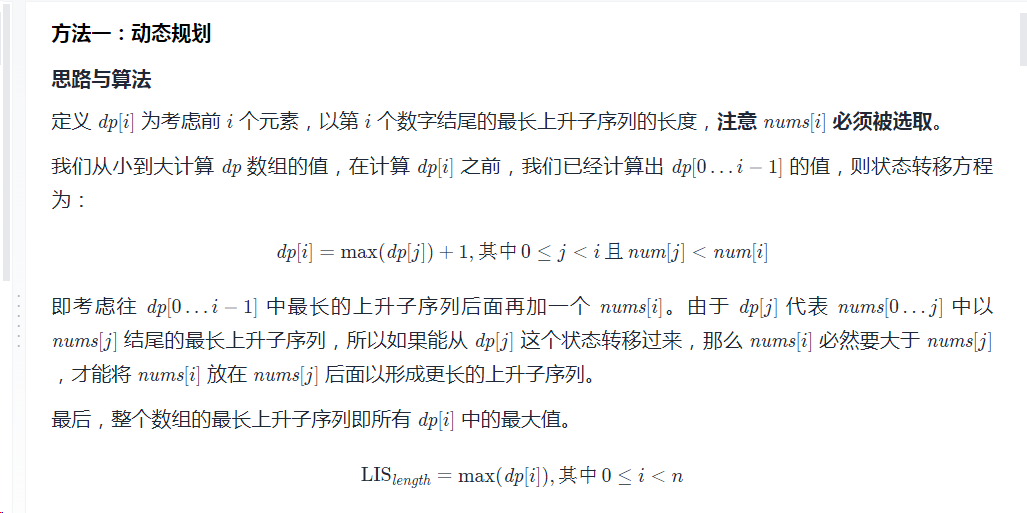 方法一：动态规划
思路与算法
定义 dp[i] 为考虑前 i 个元素，以第 i 个数字结尾的最长上升子序列的长度，注意 nums[i] 必须被选取。
我们从小到大计算 dp 数组的值，在计算 dp[i] 之前，我们已经计算出 dp[0…i−1] 的值，则状态转移方程
为：
dp[i] = max(dp[j]) + 1, 其中 0 ≤ j < i 且 num[j] < num[i]
即考虑往 dp[0…i−1] 中最长的上升子序列后面再加一个 nums[i]。由于 dp[j] 代表 nums[0…j] 中以
nums[j] 结尾的最长上升子序列，所以如果能从 dp[j] 这个状态转移过来，那么 nums[i] 必然要大于 nums[j]
，才能将 nums[i] 放在 nums[j] 后面以形成更长的上升子序列。
最后，整个数组的最长上升子序列即所有 dp[i] 中的最大值。
LIS_length = max(dp[i]), 其中 0 ≤ i < n